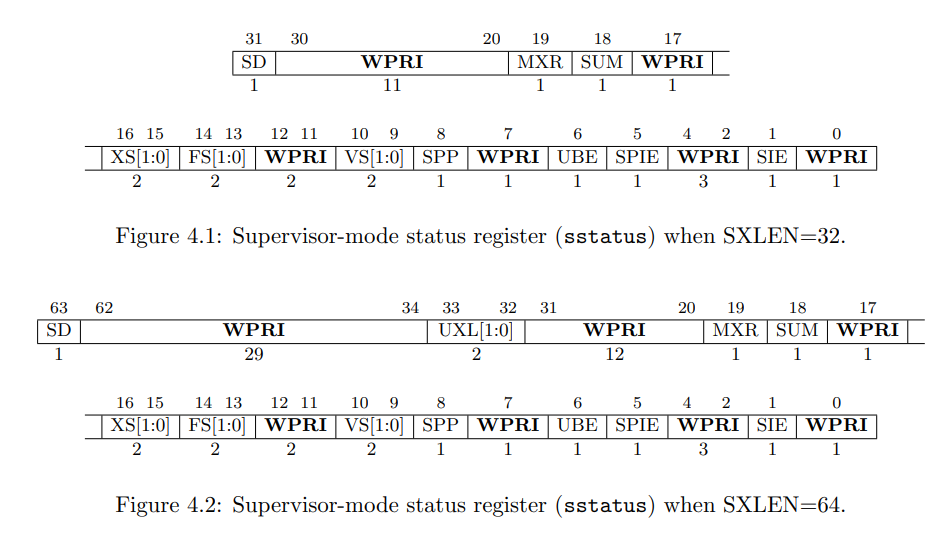 31 30 20 19 18 17
SD WPRI MXR SUM WPRI
1 11 1 1 1
16 15 14 13 12 11 10 9 8 7 6 5 4 2 1 0
XS[1:0] FS[1:0] WPRI VS[1:0] SPP WPRI UBE SPIE WPRI SIE WPRI
2 2 2 2 1 1 1 1 3 1 1
Figure 4.1: Supervisor-mode status register (sstatus) when SXLEN=32.
63 62 34 33 32 31 20 19 18 17
SD WPRI UXL[1:0] WPRI MXR SUM WPRI
1 29 2 12 1 1 1
16 15 14 13 12 11 10 9 8 7 6 5 4 2 1 0
XS[1:0] FS[1:0] WPRI VS[1:0] SPP WPRI UBE SPIE WPRI SIE WPRI
2 2 2 2 1 1 1 1 3 1 1
Figure 4.2: Supervisor-mode status register (sstatus) when SXLEN=64.